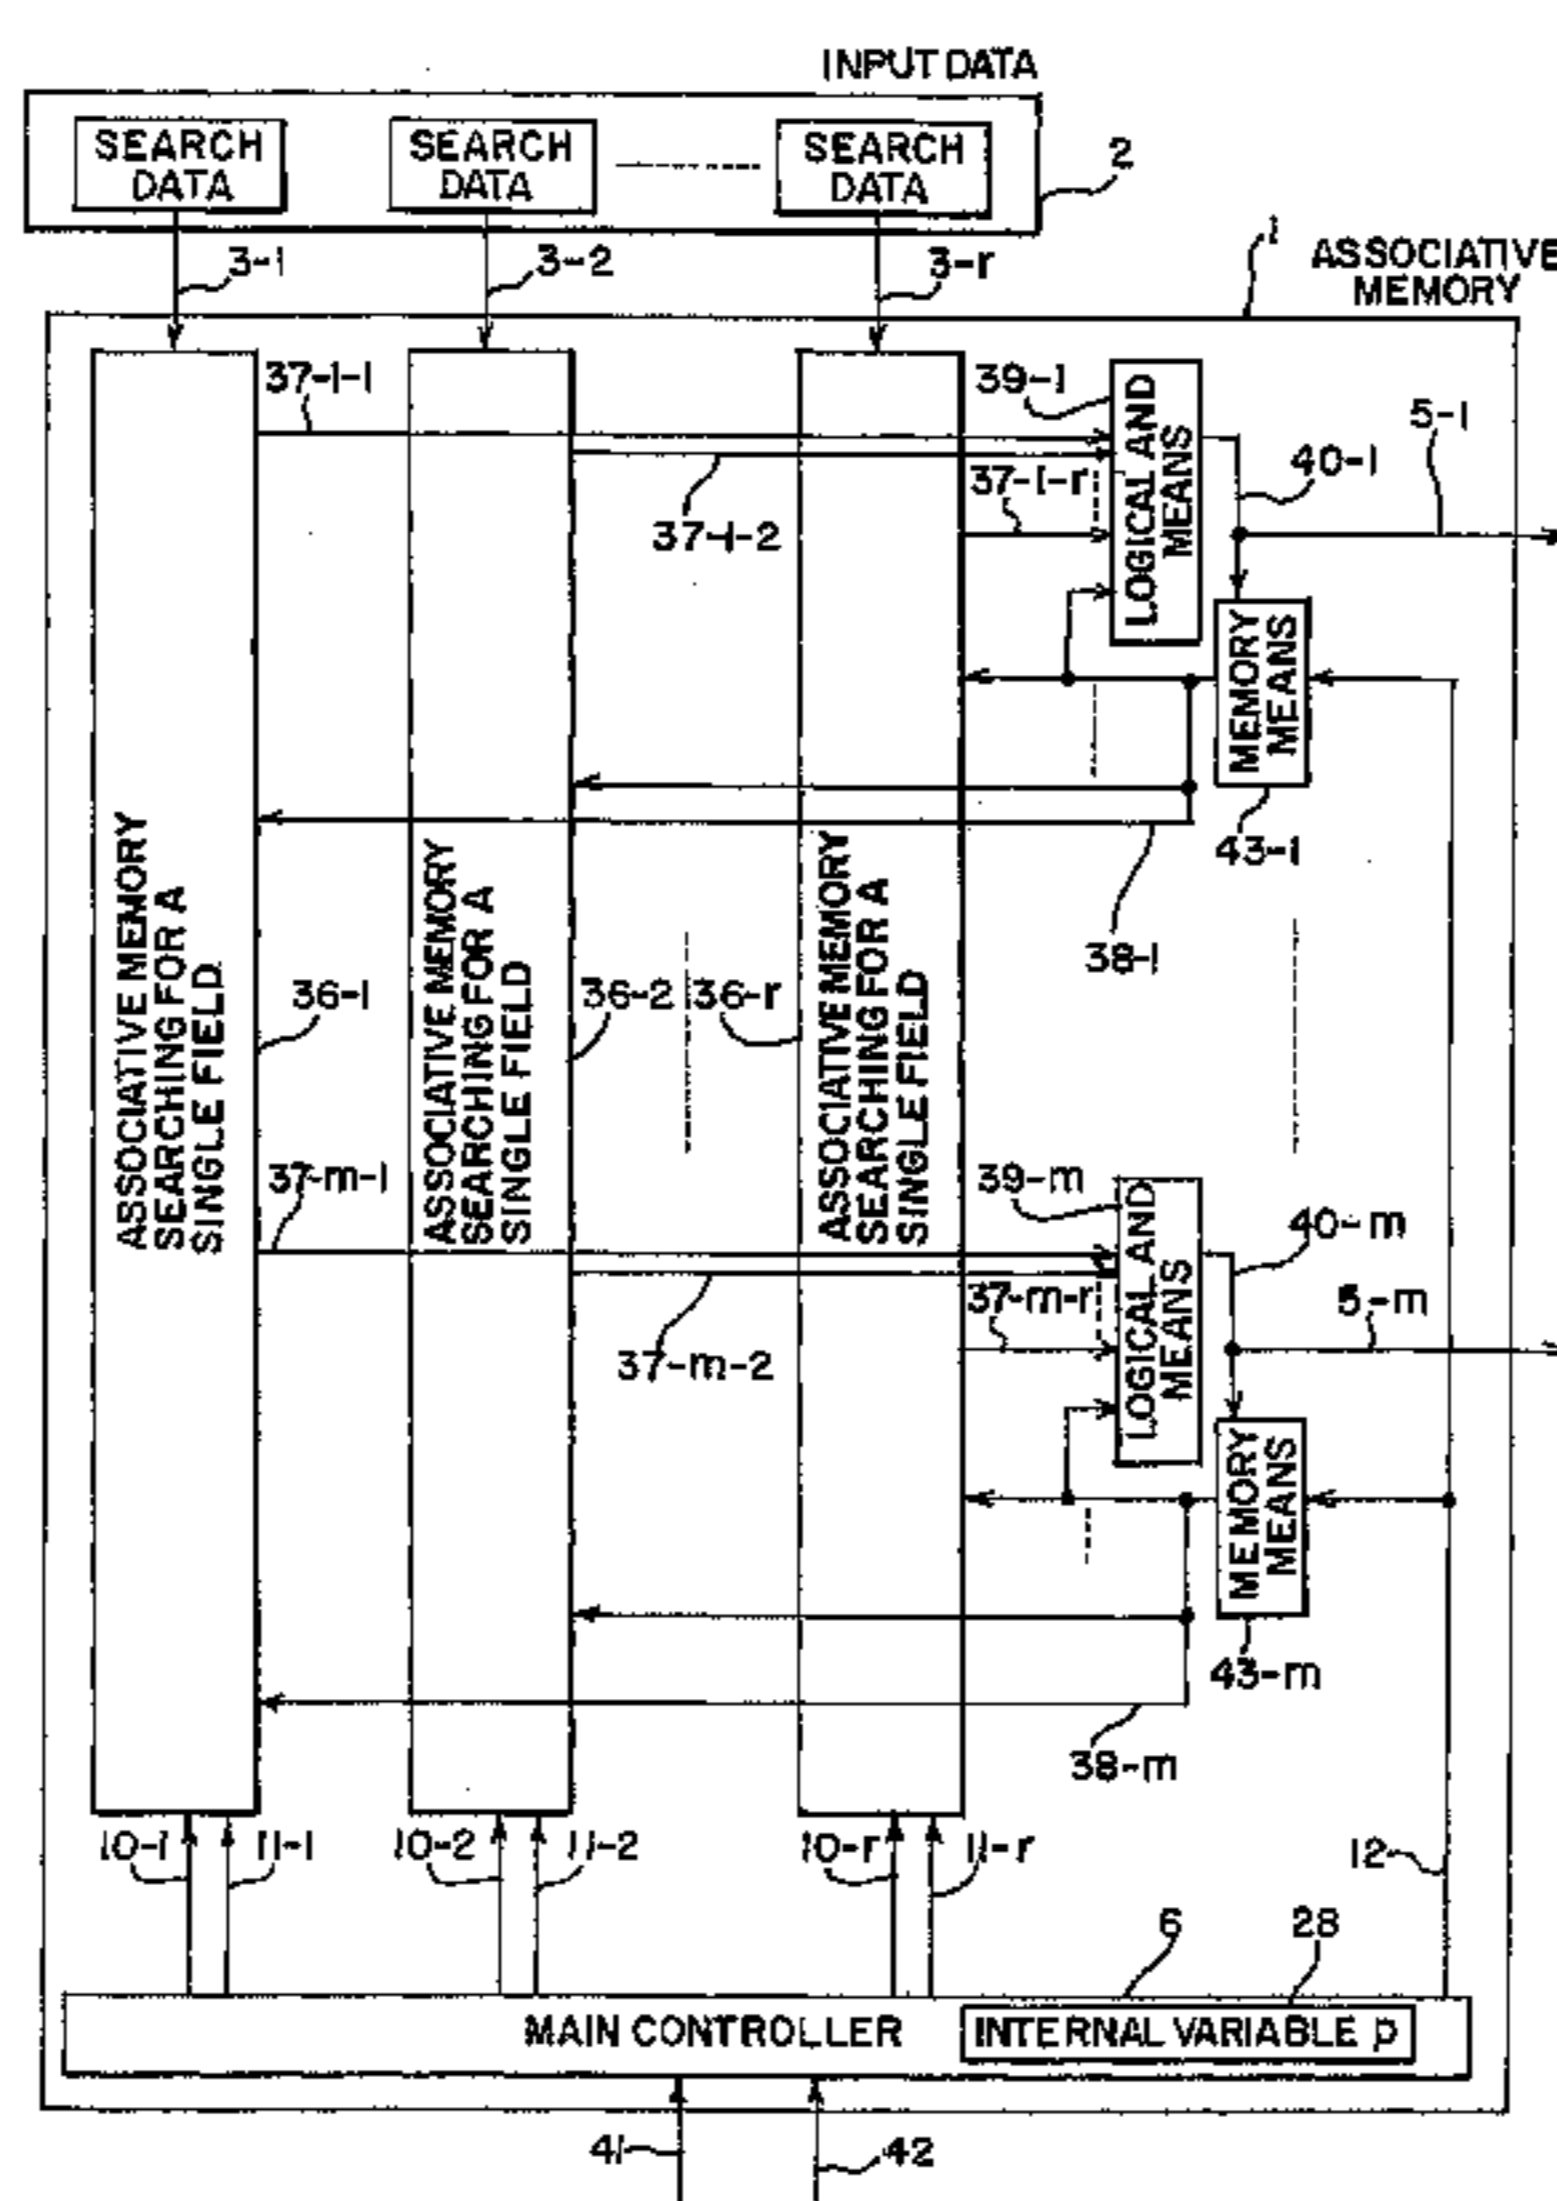 INPUT DATA
SEARCH DATA
SEARCH DATA
SEARCH DATA
2
3-1
3-2
3-r
1
ASSOCIATIVE
MEMORY
37-1-1
39-1
5-1
LOGICAL AND
MEANS
40-1
37-1-r
37-1-2
MEMORY
MEANS
43-1
38-1
ASSOCIATIVE MEMORY
SEARCHING FOR A
SINGLE FIELD
36-1
ASSOCIATIVE MEMORY
SEARCHING FOR A
SINGLE FIELD
36-2
36-r
ASSOCIATIVE MEMORY
SEARCHING FOR A
SINGLE FIELD
37-m-1
39-m
LOGICAL AND
MEANS
40-m
37-m-r
5-m
37-m-2
MEMORY
MEANS
43-m
38-m
10-1
11-1
10-2
11-2
10-r
11-r
12
6
28
MAIN CONTROLLER
INTERNAL VARIABLE p
41
42